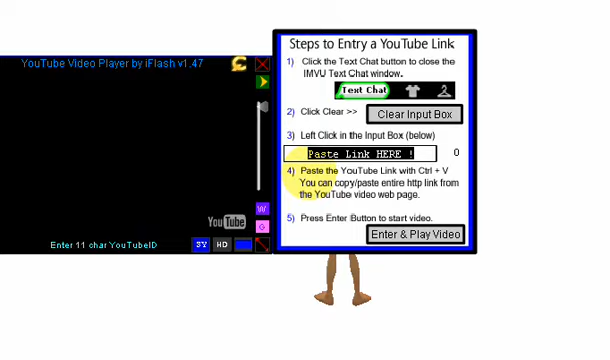 YouTube Video Player by iFlash v1.47
YouTube
W
G
Enter 11 char YouTubeID
SY
HD
Steps to Entry a YouTube Link
1) Click the Text Chat button to close the
IMVU Text Chat window.
Text Chat
2) Click Clear >>
Clear Input Box
3) Left Click in the Input Box (below)
Paste Link HERE !
0
4) Paste the YouTube Link with Ctrl + V
You can copy/paste entire http link from
the YouTube video web page.
5) Press Enter Button to start video.
Enter & Play Video